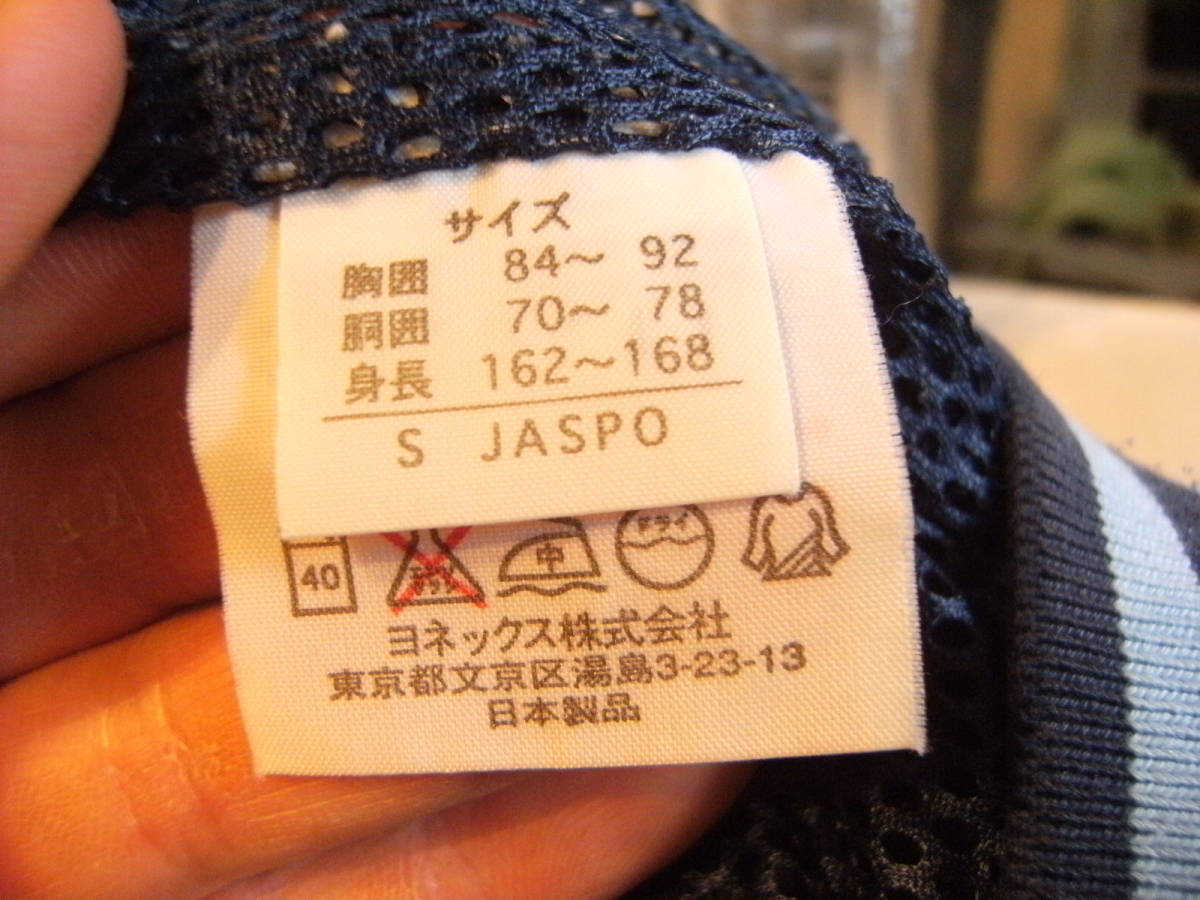 サイズ
胸囲 84～ 92
胴囲 70～ 78
身長 162～168
S JASPO
40 中 ドライ
ヨネックス株式会社
東京都文京区湯島3-23-13
日本製品